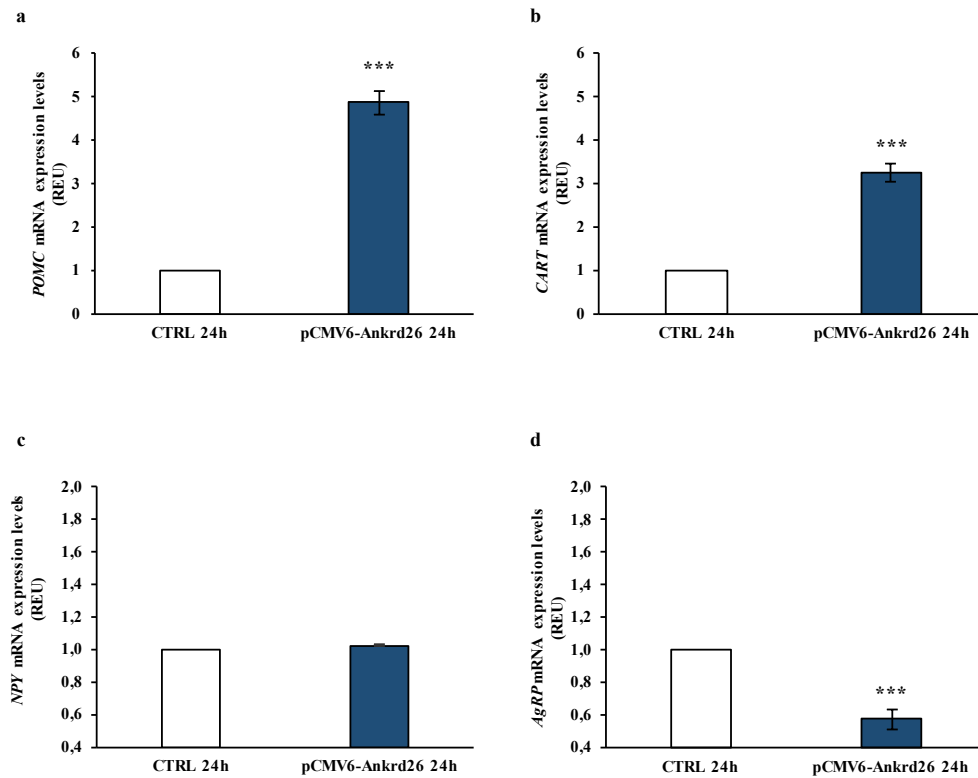 a
POMC mRNA expression levels
(REU)
6
5
4
3
2
1
0
***
CTRL 24h
pCMV6-Ankrd26 24h
b
CART mRNA expression levels
(REU)
6
5
4
3
2
1
0
***
CTRL 24h
pCMV6-Ankrd26 24h
c
NPY mRNA expression levels
(REU)
2,0
1,8
1,6
1,4
1,2
1,0
0,8
0,6
0,4
CTRL 24h
pCMV6-Ankrd26 24h
d
AgRP mRNA expression levels
(REU)
2,0
1,8
1,6
1,4
1,2
1,0
0,8
0,6
0,4
***
CTRL 24h
pCMV6-Ankrd26 24h